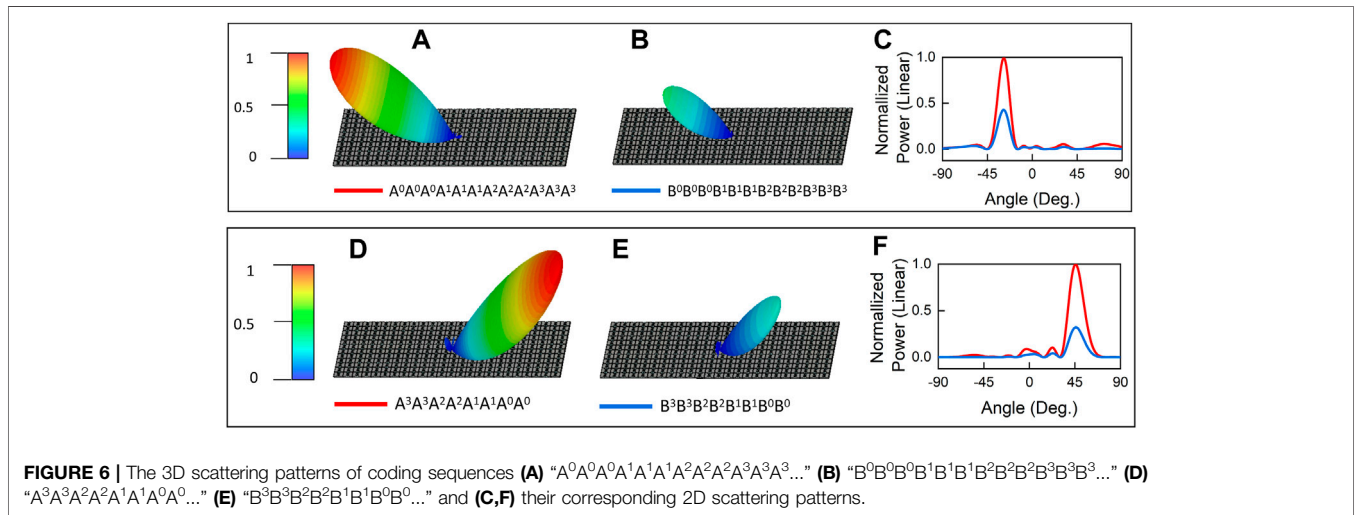 A
B
C
1
0.5
0
A⁰A⁰A⁰A¹A¹A¹A²A²A²A³A³A³
B⁰B⁰B⁰B¹B¹B¹B²B²B²B³B³B³
Normallized
Power (Linear)
1.0
0.5
0.0
-90 -45 0 45 90
Angle (Deg.)
D
E
F
1
0.5
0
A³A³A²A²A¹A¹A⁰A⁰
B³B³B²B²B¹B¹B⁰B⁰
Normallized
Power (Linear)
1.0
0.5
0.0
-90 -45 0 45 90
Angle (Deg.)
FIGURE 6 | The 3D scattering patterns of coding sequences (A) “A⁰A⁰A⁰A¹A¹A¹A²A²A²A³A³A³...” (B) “B⁰B⁰B⁰B¹B¹B¹B²B²B²B³B³B³...” (D)
“A³A³A²A²A¹A¹A⁰A⁰...” (E) “B³B³B²B²B¹B¹B⁰B⁰...” and (C,F) their corresponding 2D scattering patterns.